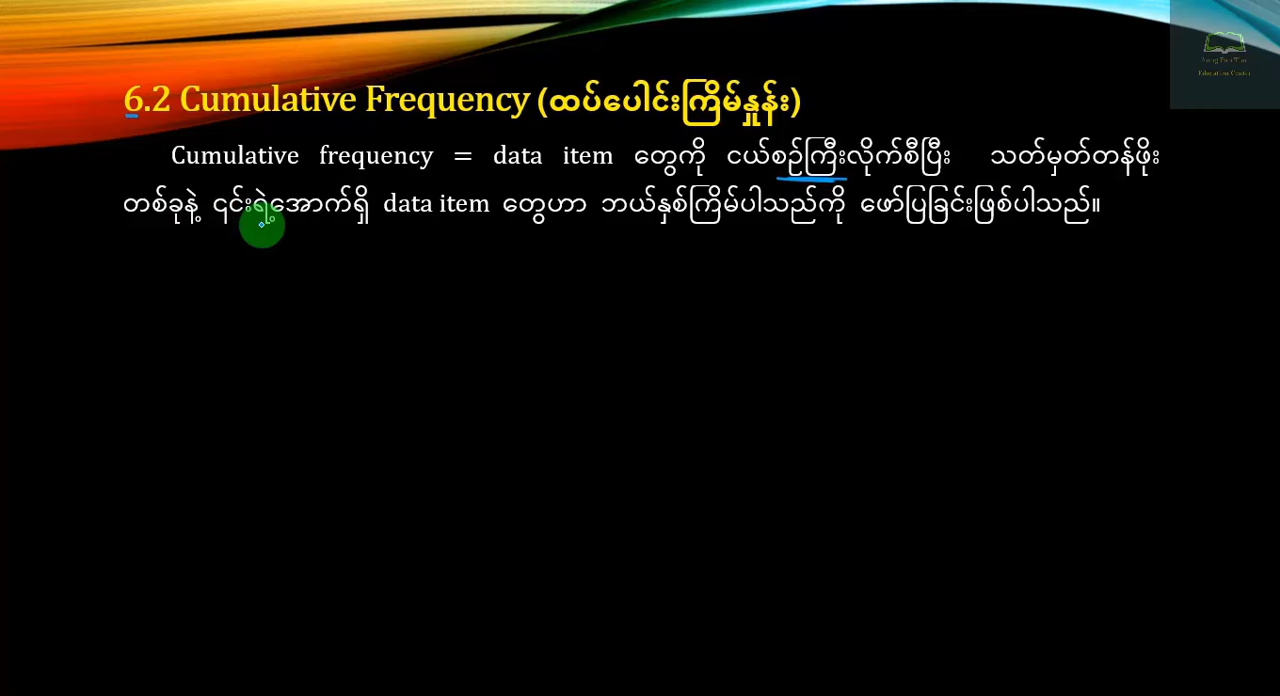 6.2 Cumulative Frequency (ထပ်ပေါင်းကြိမ်နှုန်း)
Cumulative frequency = data item တွေကို ငယ်စဉ်ကြီးလိုက်စီပြီး သတ်မှတ်တန်ဖိုး
တစ်ခုနဲ့ ၎င်းရဲ့အောက်ရှိ data item တွေဟာ ဘယ်နှစ်ကြိမ်ပါသည်ကို ဖော်ပြခြင်းဖြစ်ပါသည်။
Education Center